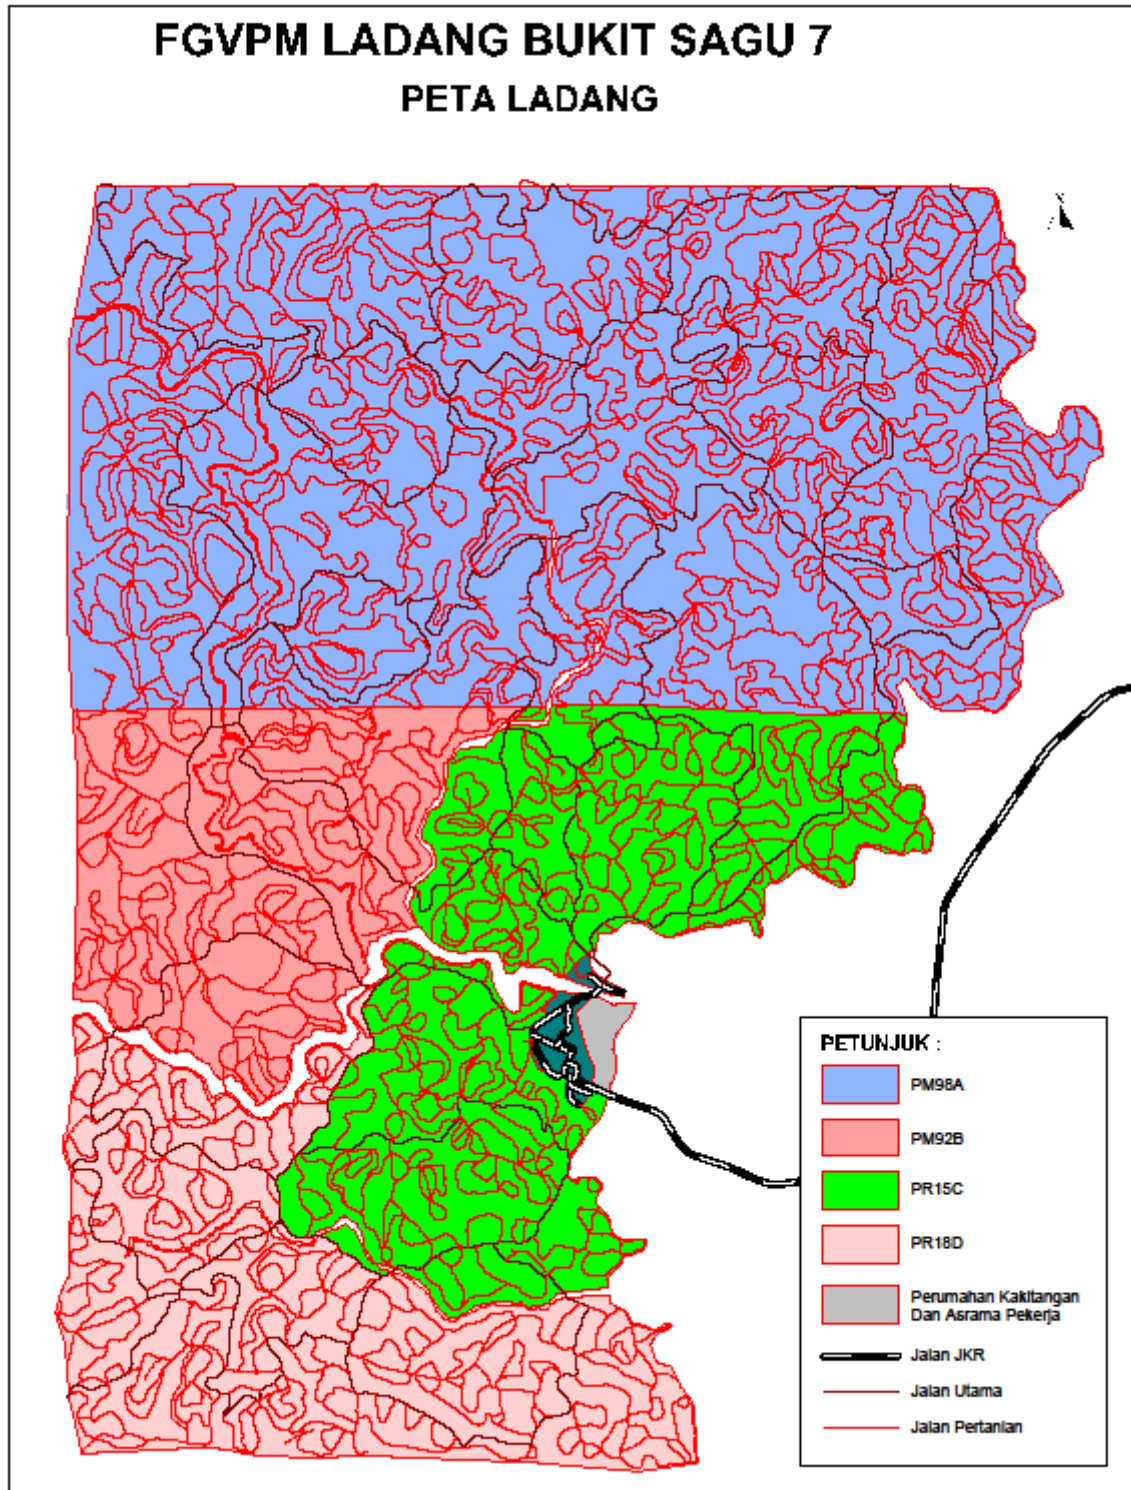 FGVPM LADANG BUKIT SAGU 7
PETA LADANG
PETUNJUK :
PM98A
PM92B
PR15C
PR18D
Perumahan Kakitangan
Dan Asrama Pekerja
Jalan JKR
Jalan Utama
Jalan Pertanian